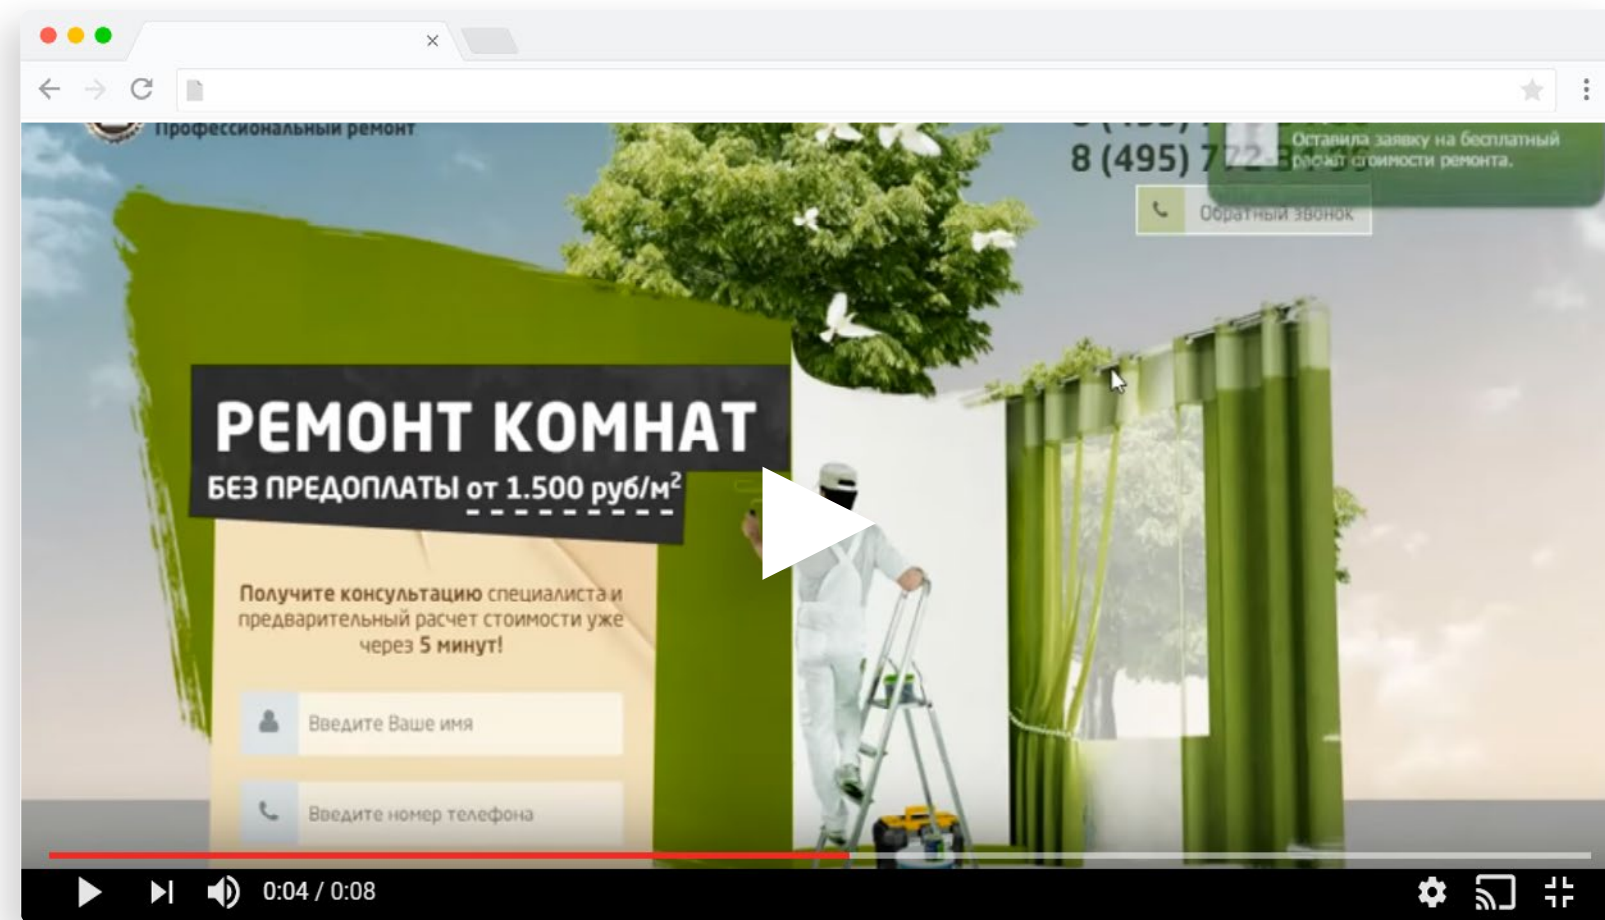 Профессиональный ремонт
8 (495)
Оставила заявку на бесплатный
расчет стоимости ремонта.
Обратный звонок
РЕМОНТ КОМНАТ
БЕЗ ПРЕДОПЛАТЫ от 1.500 руб/м²
Получите консультацию специалиста и
предварительный расчет стоимости уже
через 5 минут!
Введите Ваше имя
Введите номер телефона
0:04 / 0:08